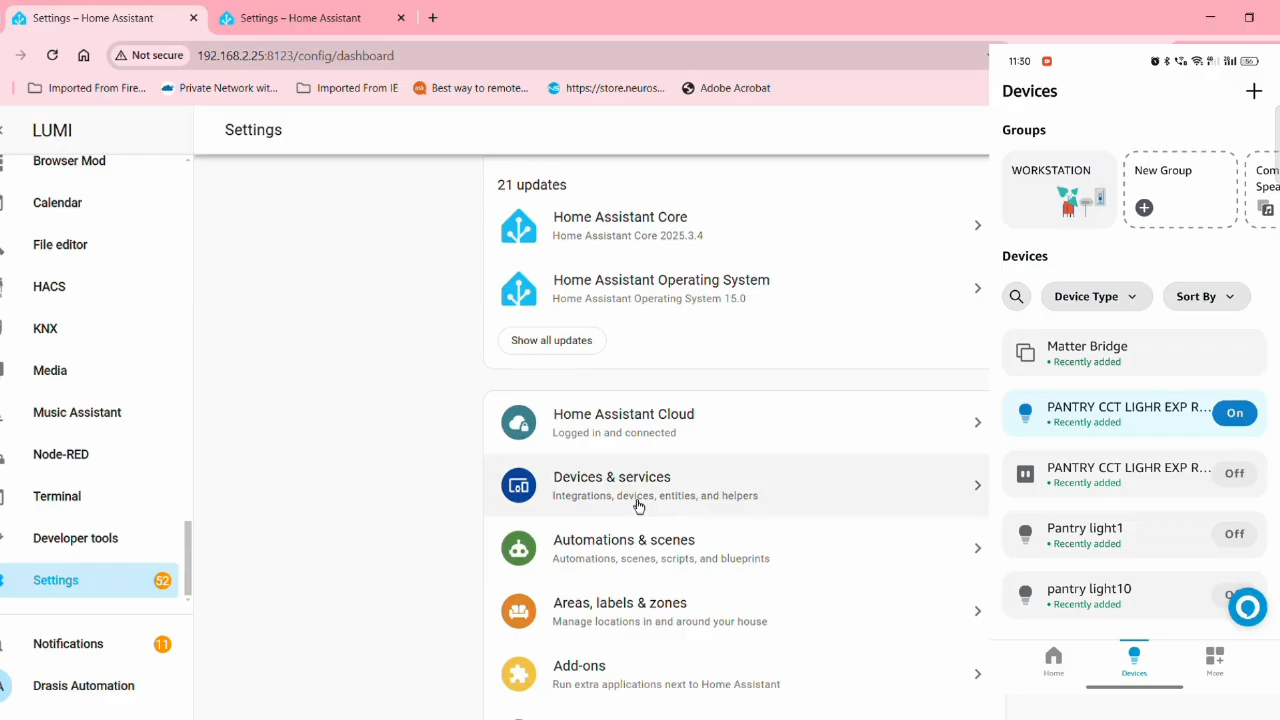 Settings – Home Assistant
Settings – Home Assistant
Not secure
192.168.2.25:8123/config/dashboard
Imported From Fire...
Private Network wit...
Imported From IE
Best way to remote...
https://store.neuros...
Adobe Acrobat
LUMI
Browser Mod
Calendar
File editor
HACS
KNX
Media
Music Assistant
Node-RED
Terminal
Developer tools
Settings
52
Notifications
11
Drasis Automation
Settings
21 updates
Home Assistant Core
Home Assistant Core 2025.3.4
Home Assistant Operating System
Home Assistant Operating System 15.0
Show all updates
Home Assistant Cloud
Logged in and connected
Devices & services
Integrations, devices, entities, and helpers
Automations & scenes
Automations, scenes, scripts, and blueprints
Areas, labels & zones
Manage locations in and around your house
Add-ons
Run extra applications next to Home Assistant
11:30
56
Devices
Groups
WORKSTATION
New Group
Com
Spea
Devices
Device Type
Sort By
Matter Bridge
• Recently added
PANTRY CCT LIGHR EXP R...
On
• Recently added
PANTRY CCT LIGHR EXP R...
Off
• Recently added
Pantry light1
Off
• Recently added
pantry light10
• Recently added
Home
Devices
More